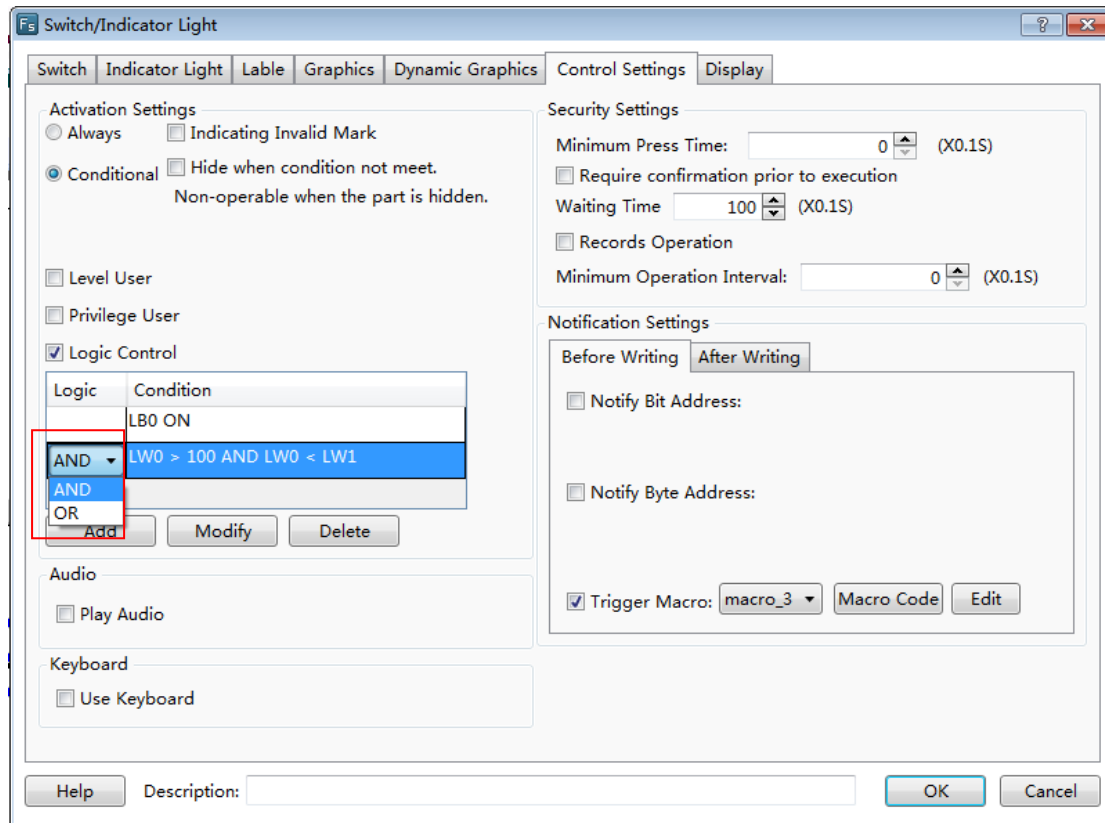 Fs Switch/Indicator Light
Switch Indicator Light Lable Graphics Dynamic Graphics Control Settings Display
Activation Settings
Always Indicating Invalid Mark
Conditional Hide when condition not meet.
Non-operable when the part is hidden.
Level User
Privilege User
Logic Control
Logic Condition
LB0 ON
AND LW0 > 100 AND LW0 < LW1
AND
OR
Add Modify Delete
Audio
Play Audio
Keyboard
Use Keyboard
Security Settings
Minimum Press Time: 0 (X0.1S)
Require confirmation prior to execution
Waiting Time 100 (X0.1S)
Records Operation
Minimum Operation Interval: 0 (X0.1S)
Notification Settings
Before Writing After Writing
Notify Bit Address:
Notify Byte Address:
Trigger Macro: macro_3 Macro Code Edit
Help Description: OK Cancel